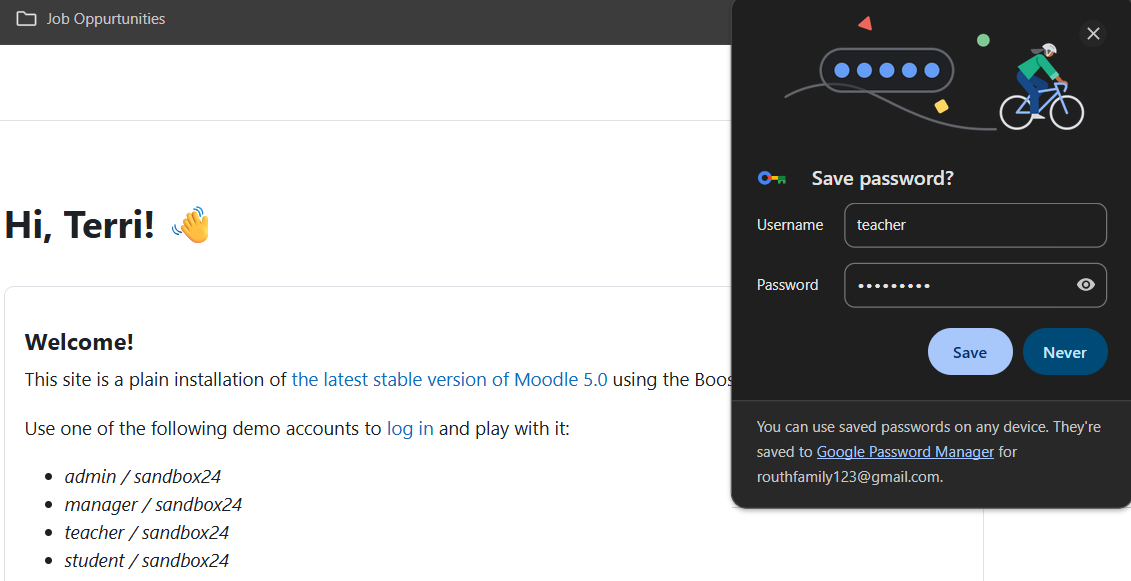 Job Oppurtunities
Hi, Terri! 👋
Welcome!
This site is a plain installation of the latest stable version of Moodle 5.0 using the
Use one of the following demo accounts to log in and play with it:
• admin / sandbox24
• manager / sandbox24
• teacher / sandbox24
• student / sandbox24
Save password?
Username teacher
Password •••••••••
Save Never
You can use saved passwords on any device. They're
saved to Google Password Manager for
routhfamily123@gmail.com.